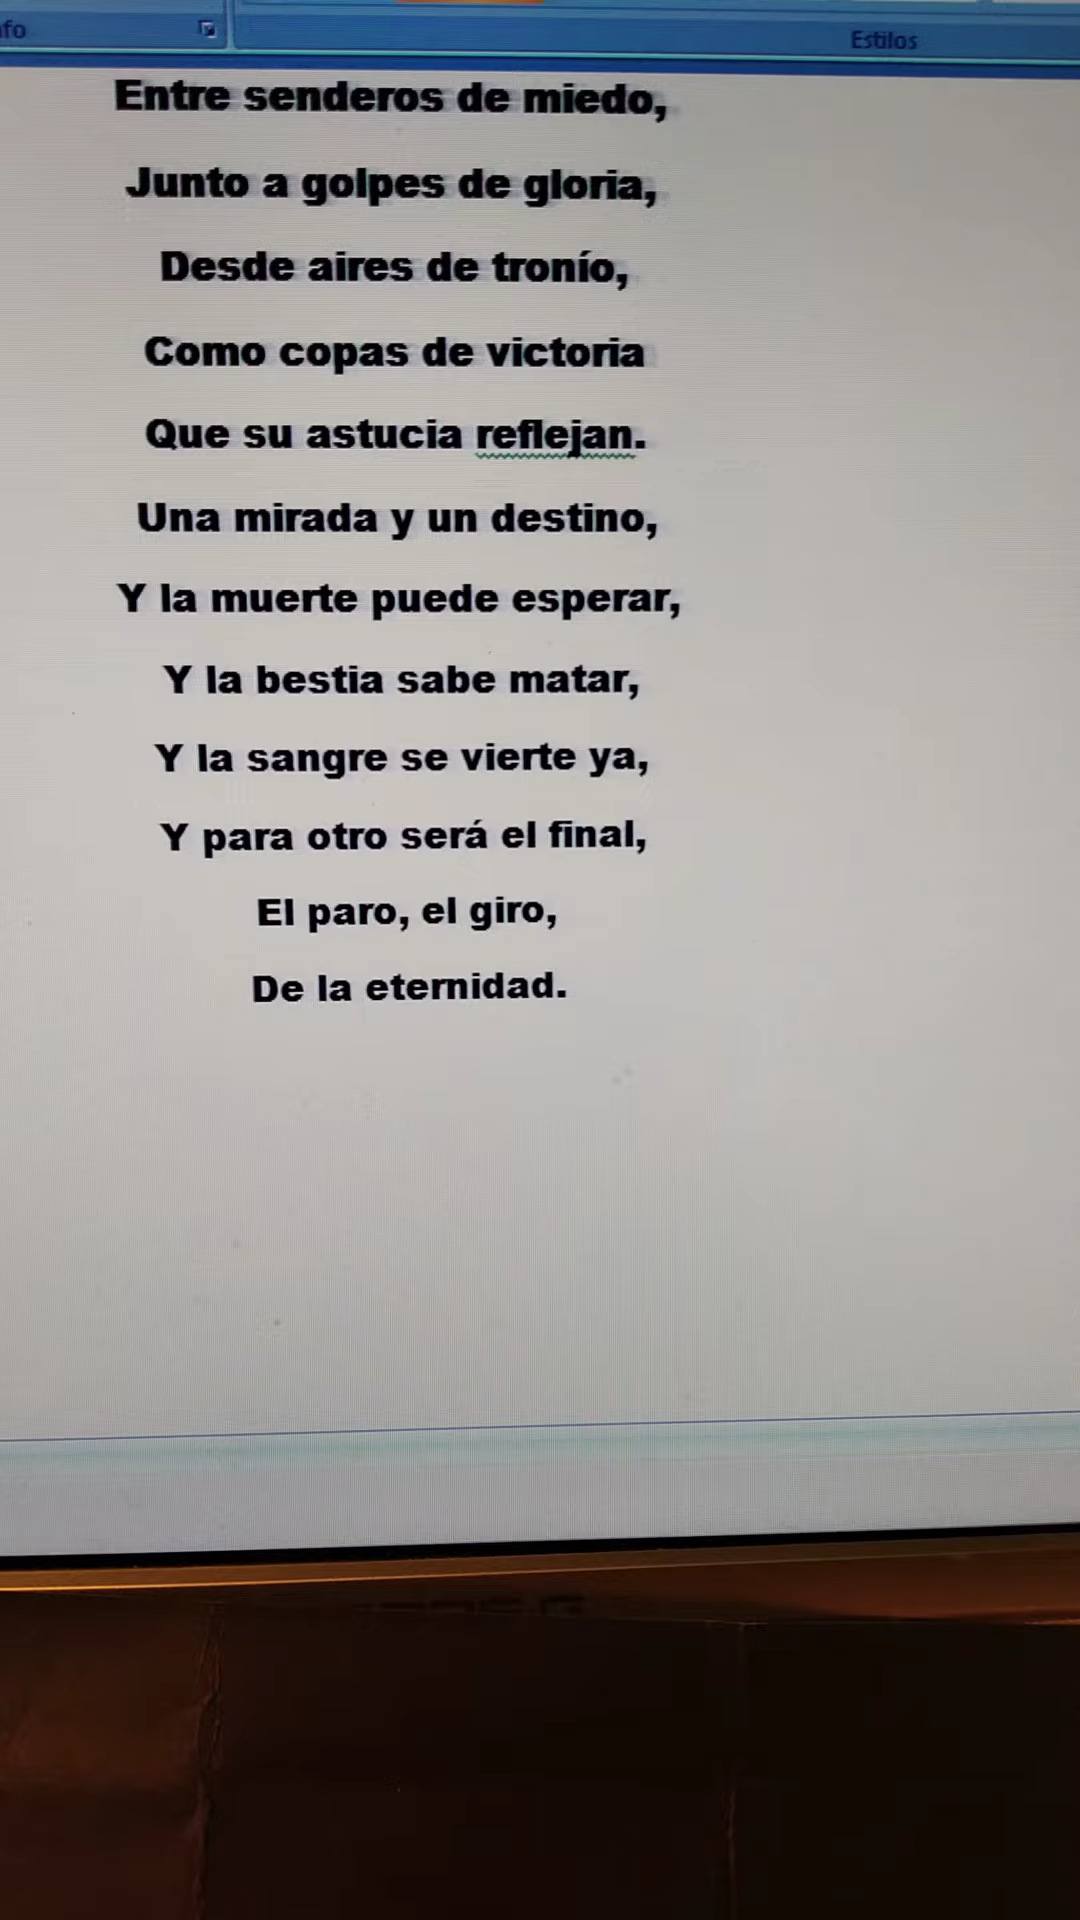 Estilos
Entre senderos de miedo,
Junto a golpes de gloria,
Desde aires de tronío,
Como copas de victoria
Que su astucia reflejan.
Una mirada y un destino,
Y la muerte puede esperar,
Y la bestia sabe matar,
Y la sangre se vierte ya,
Y para otro será el final,
El paro, el giro,
De la eternidad.